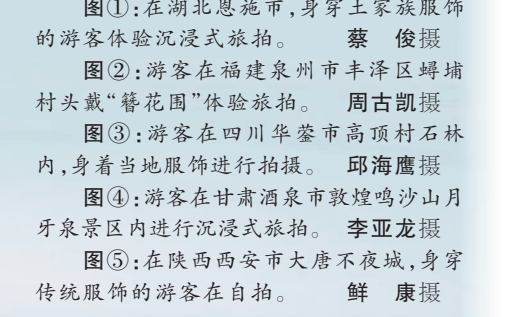 图①:在湖北恩施市,身穿土家族服饰
的游客体验沉浸式旅拍。 蔡 俊摄
图②:游客在福建泉州市丰泽区蟳埔
村头戴“簪花围”体验旅拍。 周古凯摄
图③:游客在四川华蓥市高顶村石林
内,身着当地服饰进行拍摄。 邱海鹰摄
图④:游客在甘肃酒泉市敦煌鸣沙山月
牙泉景区内进行沉浸式旅拍。 李亚龙摄
图⑤:在陕西西安市大唐不夜城,身穿
传统服饰的游客在自拍。 鲜 康摄